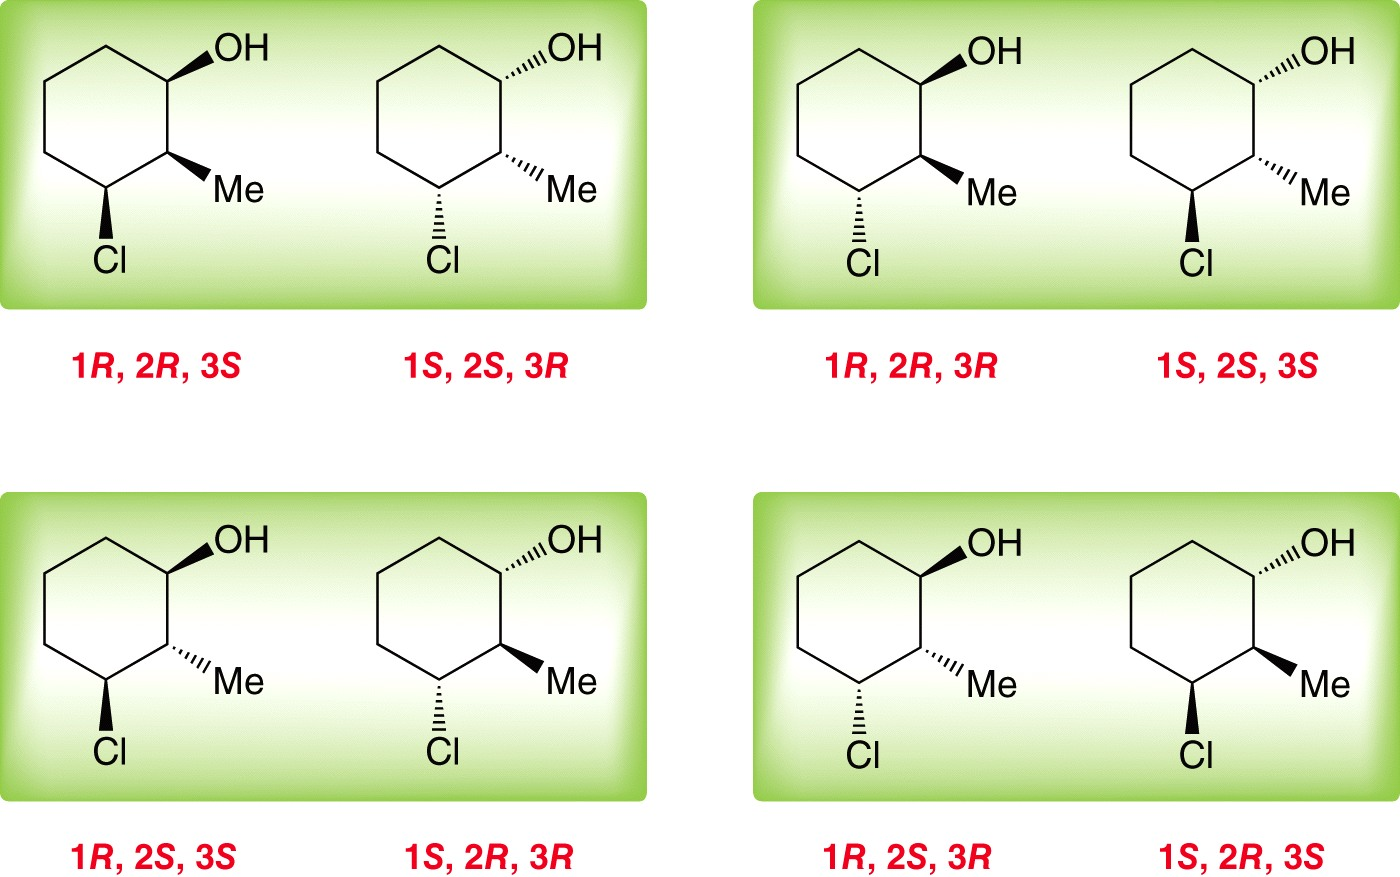 OH OH OH OH
Me Me Me Me
Cl Cl Cl Cl
1R, 2R, 3S 1S, 2S, 3R 1R, 2R, 3R 1S, 2S, 3S
OH OH OH OH
Me Me Me Me
Cl Cl Cl Cl
1R, 2S, 3S 1S, 2R, 3R 1R, 2S, 3R 1S, 2R, 3S